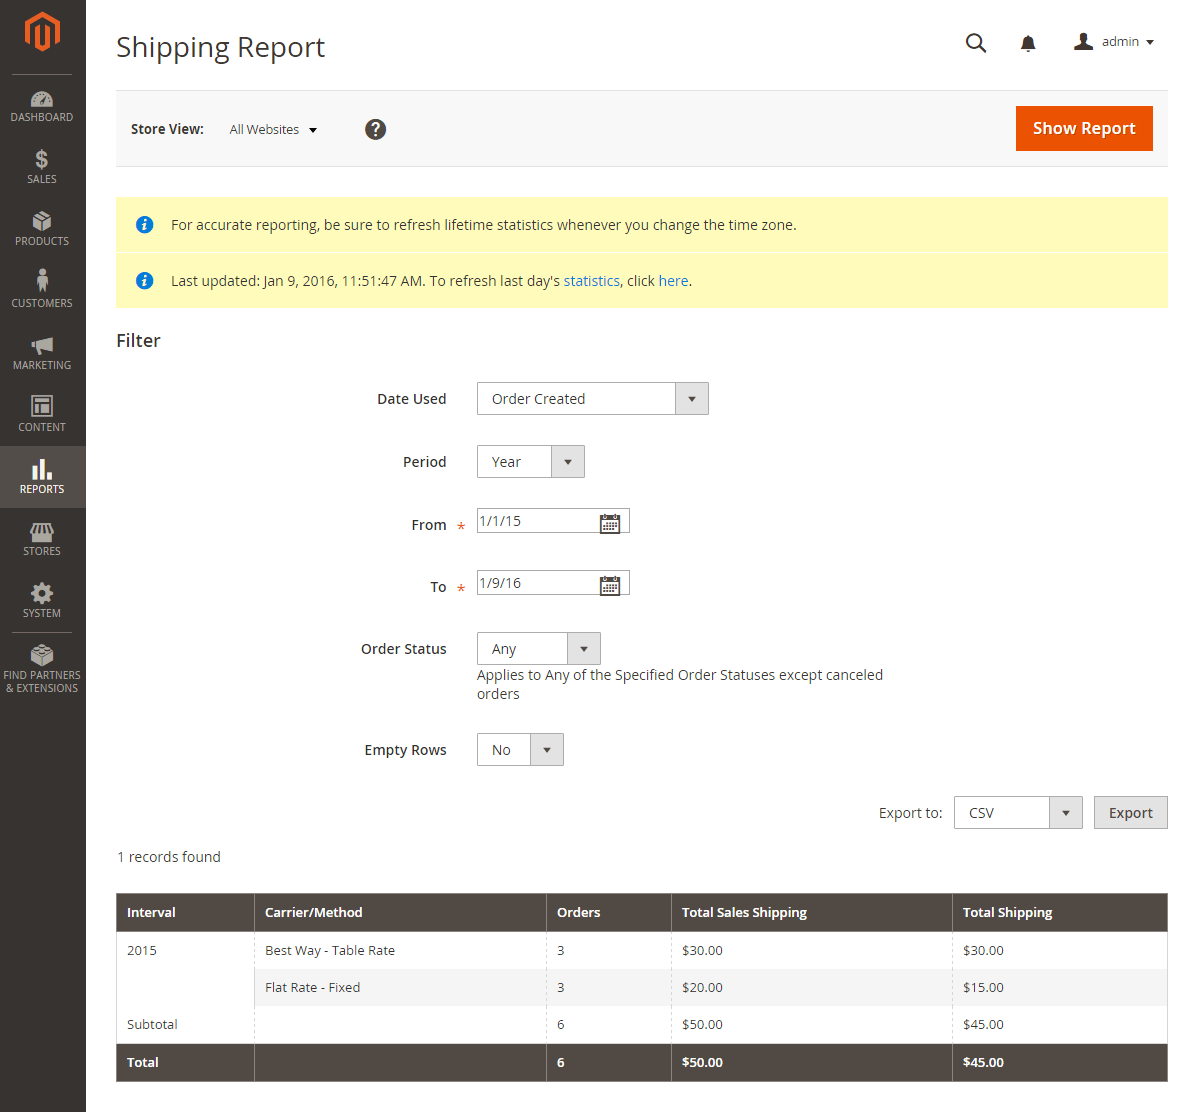 Shipping Report
admin
DASHBOARD
SALES
PRODUCTS
CUSTOMERS
MARKETING
CONTENT
REPORTS
STORES
SYSTEM
FIND PARTNERS
& EXTENSIONS
Store View: All Websites ?
Show Report
For accurate reporting, be sure to refresh lifetime statistics whenever you change the time zone.
Last updated: Jan 9, 2016, 11:51:47 AM. To refresh last day's statistics, click here.
Filter
Date Used Order Created
Period Year
From * 1/1/15
To * 1/9/16
Order Status Any
Applies to Any of the Specified Order Statuses except canceled
orders
Empty Rows No
Export to: CSV Export
1 records found
Interval Carrier/Method Orders Total Sales Shipping Total Shipping
2015 Best Way - Table Rate 3 $30.00 $30.00
Flat Rate - Fixed 3 $20.00 $15.00
Subtotal 6 $50.00 $45.00
Total 6 $50.00 $45.00